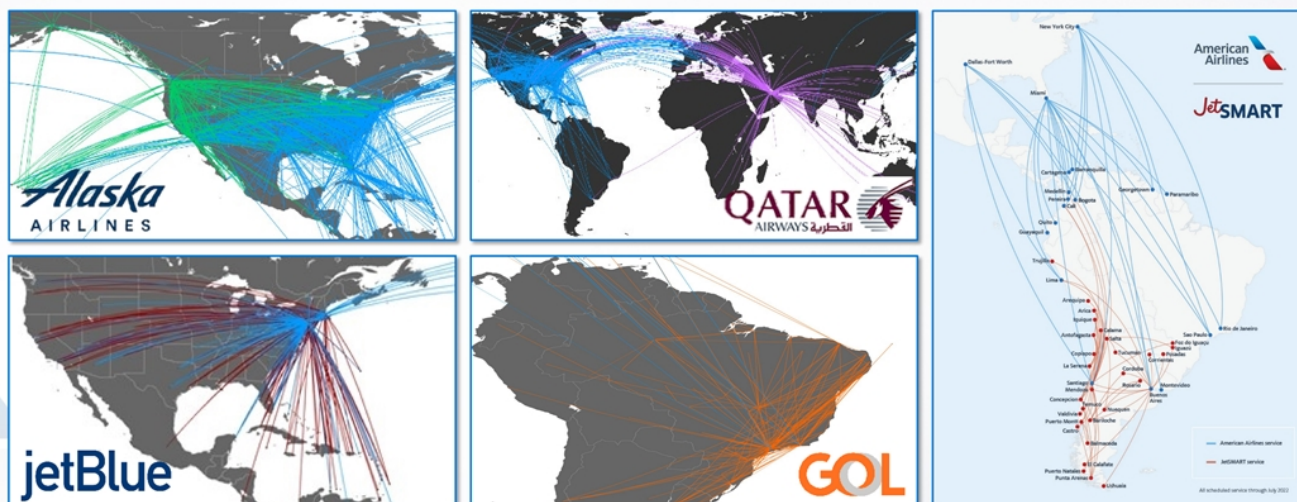 Alaska
AIRLINES
QATAR
AIRWAYS القطرية
jetBlue
GOL
American
Airlines
JetSMART
New York City
Dallas-Fort Worth
Miami
Cartagena
Barranquilla
Medellin
Pereira
Bogota
Cali
Georgetown
Paramaribo
Quito
Guayaquil
Trujillo
Lima
Arequipa
Arica
Iquique
Calama
Antofagasta
Salta
Rio de Janeiro
Sao Paulo
Foz do Iguaçu
Iguazu
Copiapo
Tucuman
Posadas
Corrientes
La Serena
Cordoba
Santiago
Mendoza
Rosario
Montevideo
Buenos
Aires
Concepcion
Temuco
Neuquen
Valdivia
Puerto Montt
Bariloche
Castro
Balmaceda
El Calafate
Puerto Natales
Punta Arenas
Ushuaia
American Airlines service
JetSMART service
All scheduled service through July 2022